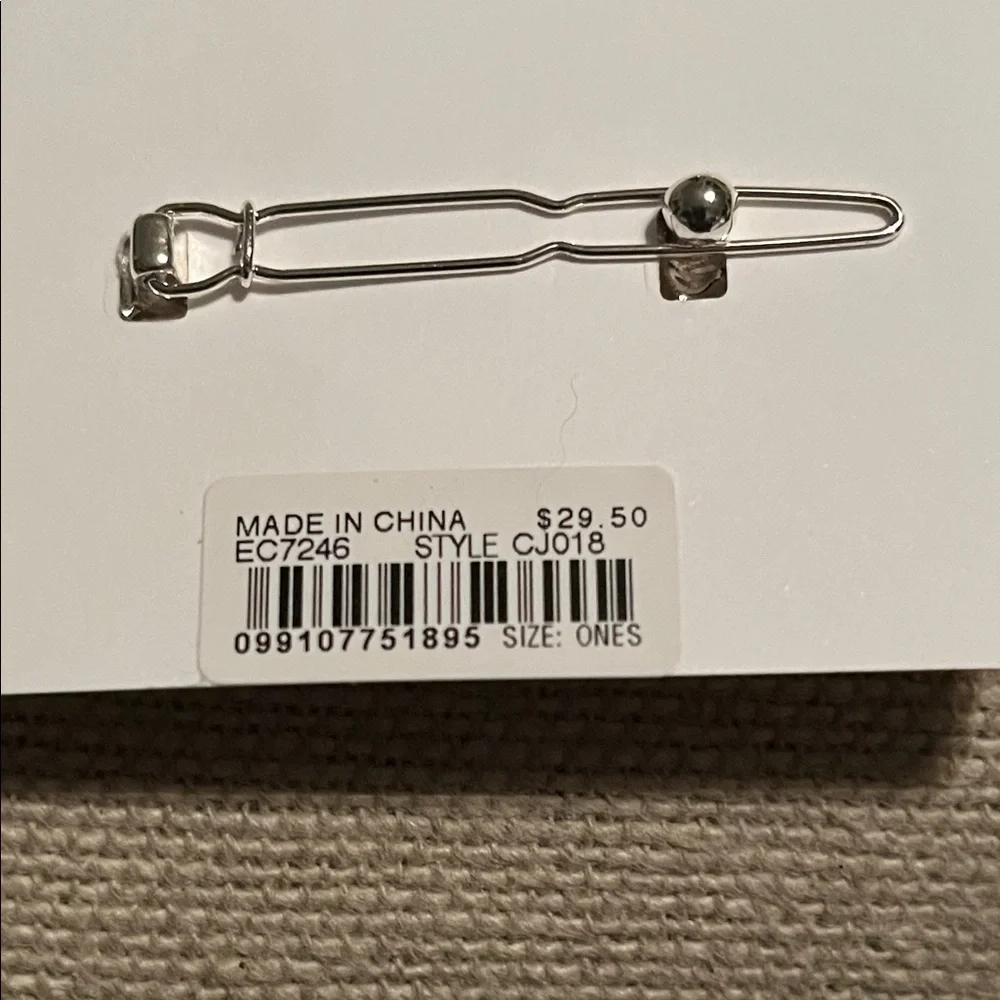 MADE IN CHINA $29.50
EC7246 STYLE CJ018
099107751895 SIZE: ONES